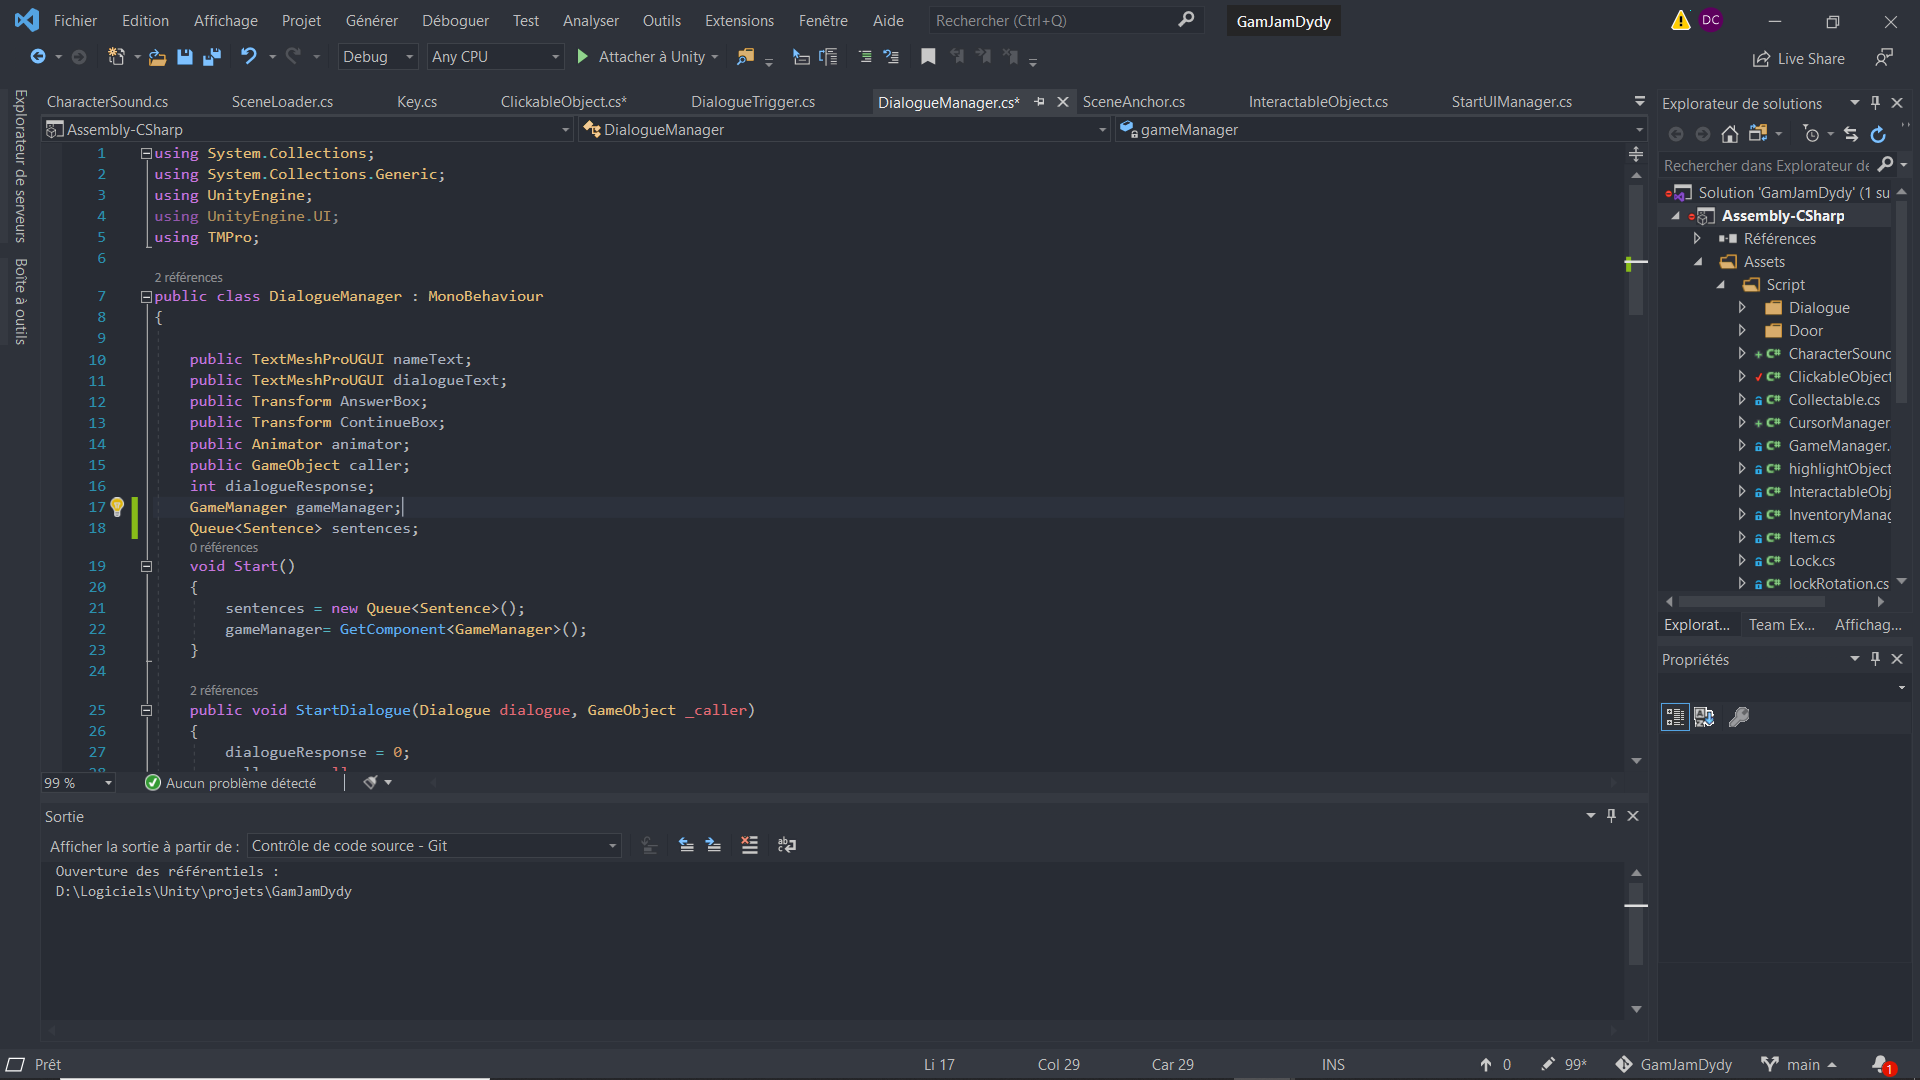 Fichier Edition Affichage Projet Générer Déboguer Test Analyser Outils Extensions Fenêtre Aide Rechercher (Ctrl+Q) GamJamDydy DC
Debug Any CPU Attacher à Unity Live Share
CharacterSound.cs SceneLoader.cs Key.cs ClickableObject.cs* DialogueTrigger.cs DialogueManager.cs* SceneAnchor.cs InteractableObject.cs StartUIManager.cs
Assembly-CSharp DialogueManager gameManager
Explorateur de serveurs
Boîte à outils
1 using System.Collections;
2 using System.Collections.Generic;
3 using UnityEngine;
4 using UnityEngine.UI;
5 using TMPro;
6
2 références
7 public class DialogueManager : MonoBehaviour
8 {
9
10 public TextMeshProUGUI nameText;
11 public TextMeshProUGUI dialogueText;
12 public Transform AnswerBox;
13 public Transform ContinueBox;
14 public Animator animator;
15 public GameObject caller;
16 int dialogueResponse;
17 GameManager gameManager;
18 Queue<Sentence> sentences;
0 références
19 void Start()
20 {
21 sentences = new Queue<Sentence>();
22 gameManager= GetComponent<GameManager>();
23 }
24
2 références
25 public void StartDialogue(Dialogue dialogue, GameObject _caller)
26 {
27 dialogueResponse = 0;
99 % Aucun problème détecté
Sortie
Afficher la sortie à partir de : Contrôle de code source - Git
Ouverture des référentiels :
D:\Logiciels\Unity\projets\GamJamDydy
Explorateur de solutions
Rechercher dans Explorateur de
Solution 'GamJamDydy' (1 su
Assembly-CSharp
Références
Assets
Script
Dialogue
Door
C# CharacterSound
C# ClickableObject
C# Collectable.cs
C# CursorManager
C# GameManager.
C# highlightObject
C# InteractableObj
C# InventoryManag
C# Item.cs
C# Lock.cs
C# lockRotation.cs
Explorat... Team Ex... Affichag...
Propriétés
Prêt Li 17 Col 29 Car 29 INS 0 99* GamJamDydy main 1